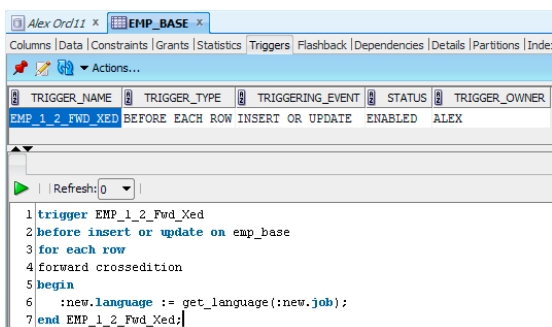 Alex Ord11 × EMP_BASE ×
Columns |Data |Constraints |Grants |Statistics |Triggers |Flashback |Dependencies |Details |Partitions |Inde
Actions...
TRIGGER_NAME TRIGGER_TYPE TRIGGERING_EVENT STATUS TRIGGER_OWNER
EMP_1_2_FWD_XED BEFORE EACH ROW INSERT OR UPDATE ENABLED ALEX
Refresh: 0
1 trigger EMP_1_2_Fwd_Xed
2 before insert or update on emp_base
3 for each row
4 forward crossedition
5 begin
6 :new.language := get_language(:new.job);
7 end EMP_1_2_Fwd_Xed;